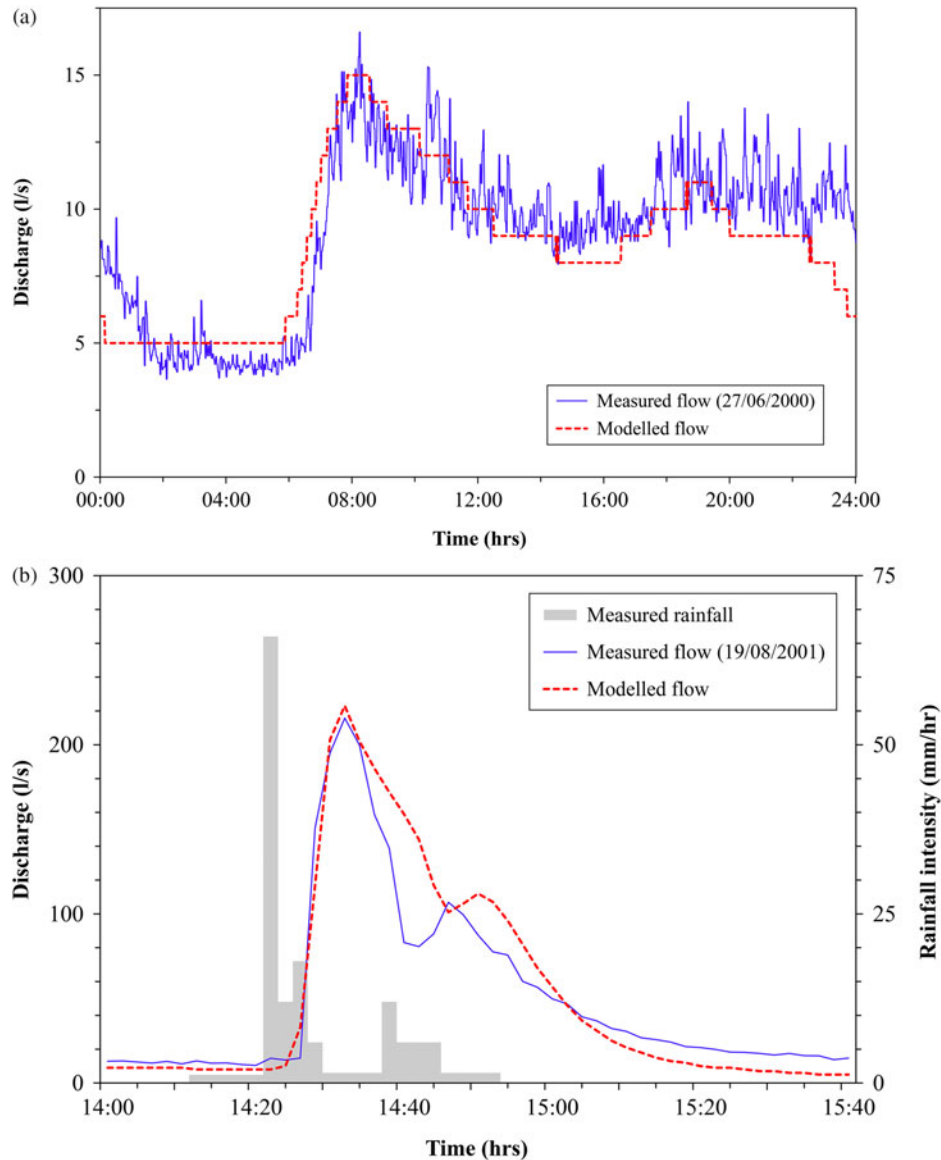 (a)
15
10
5
0
Discharge (l/s)
Measured flow (27/06/2000)
Modelled flow
00:00 04:00 08:00 12:00 16:00 20:00 24:00
Time (hrs)
(b)
300
200
100
0
Discharge (l/s)
75
50
25
0
Rainfall intensity (mm/hr)
Measured rainfall
Measured flow (19/08/2001)
Modelled flow
14:00 14:20 14:40 15:00 15:20 15:40
Time (hrs)